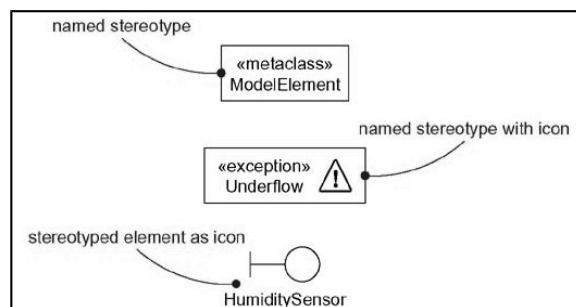 named stereotype
«metaclass»
ModelElement
named stereotype with icon
«exception»
Underflow
stereotyped element as icon
HumiditySensor